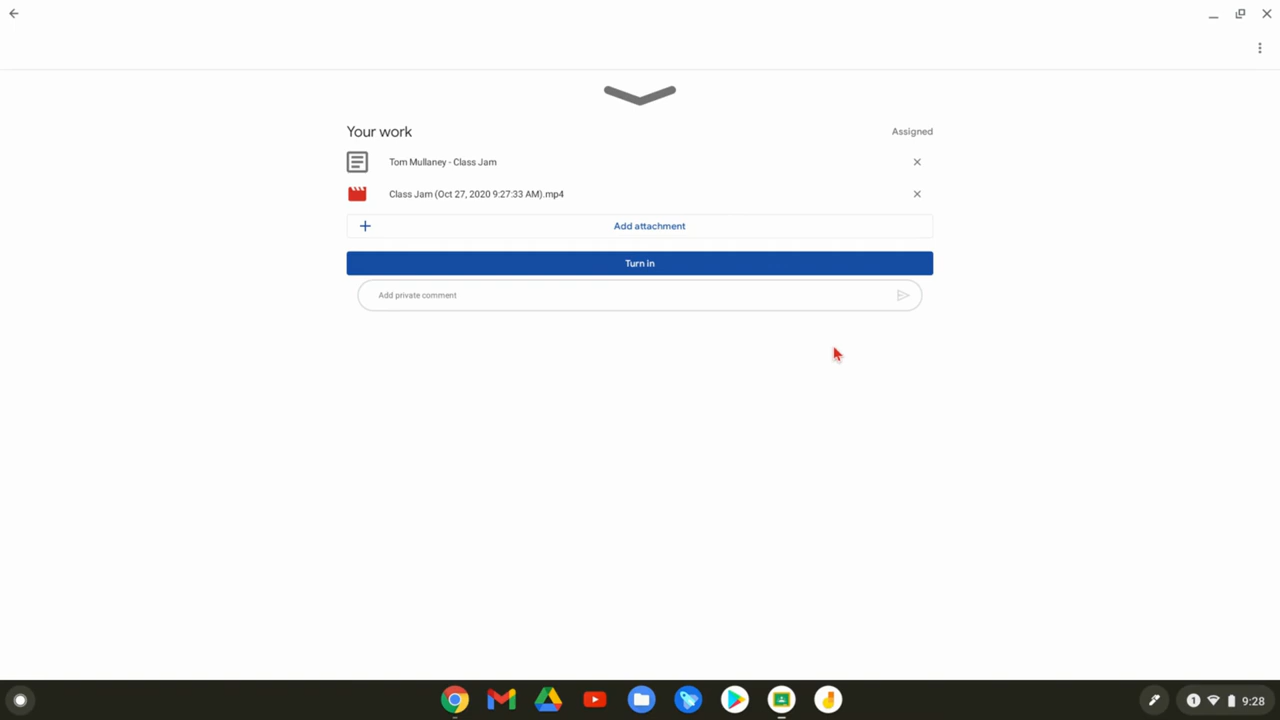 Your work
Assigned
Tom Mullaney - Class Jam
Class Jam (Oct 27, 2020 9:27:33 AM).mp4
Add attachment
Turn in
Add private comment
1
9:28